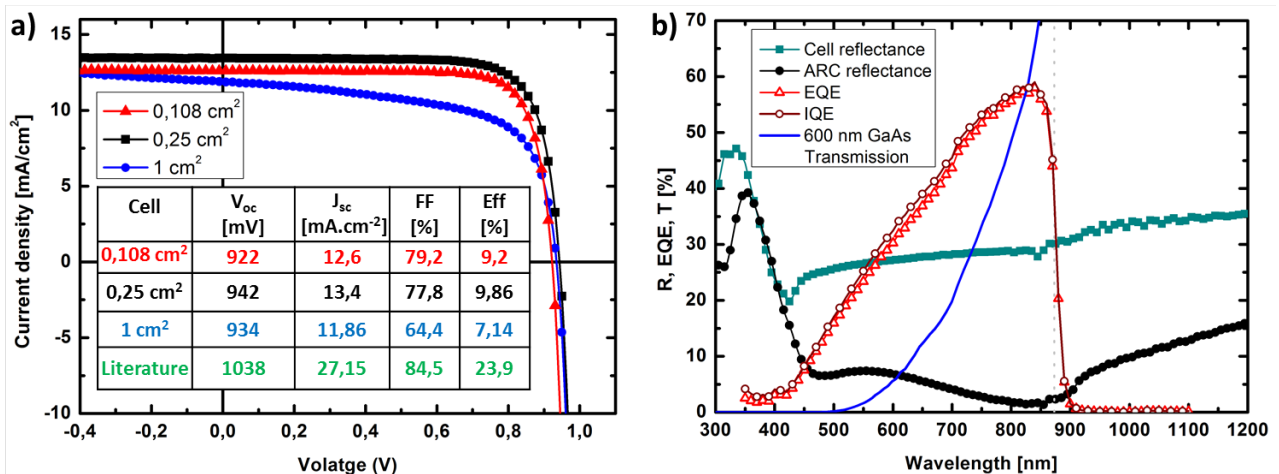 a)
Current density [mA/cm²]
15
10
5
0
-5
-10
0,108 cm²
0,25 cm²
1 cm²
Cell Voc [mV] Jsc [mA.cm-2] FF [%] Eff [%]
0,108 cm² 922 12,6 79,2 9,2
0,25 cm² 942 13,4 77,8 9,86
1 cm² 934 11,86 64,4 7,14
Literature 1038 27,15 84,5 23,9
-0,4 -0,2 0,0 0,2 0,4 0,6 0,8 1,0
Volatge (V)
b)
R, EQE, T [%]
70
60
50
40
30
20
10
0
Cell reflectance
ARC reflectance
EQE
IQE
600 nm GaAs
Transmission
300 400 500 600 700 800 900 1000 1100 1200
Wavelength [nm]